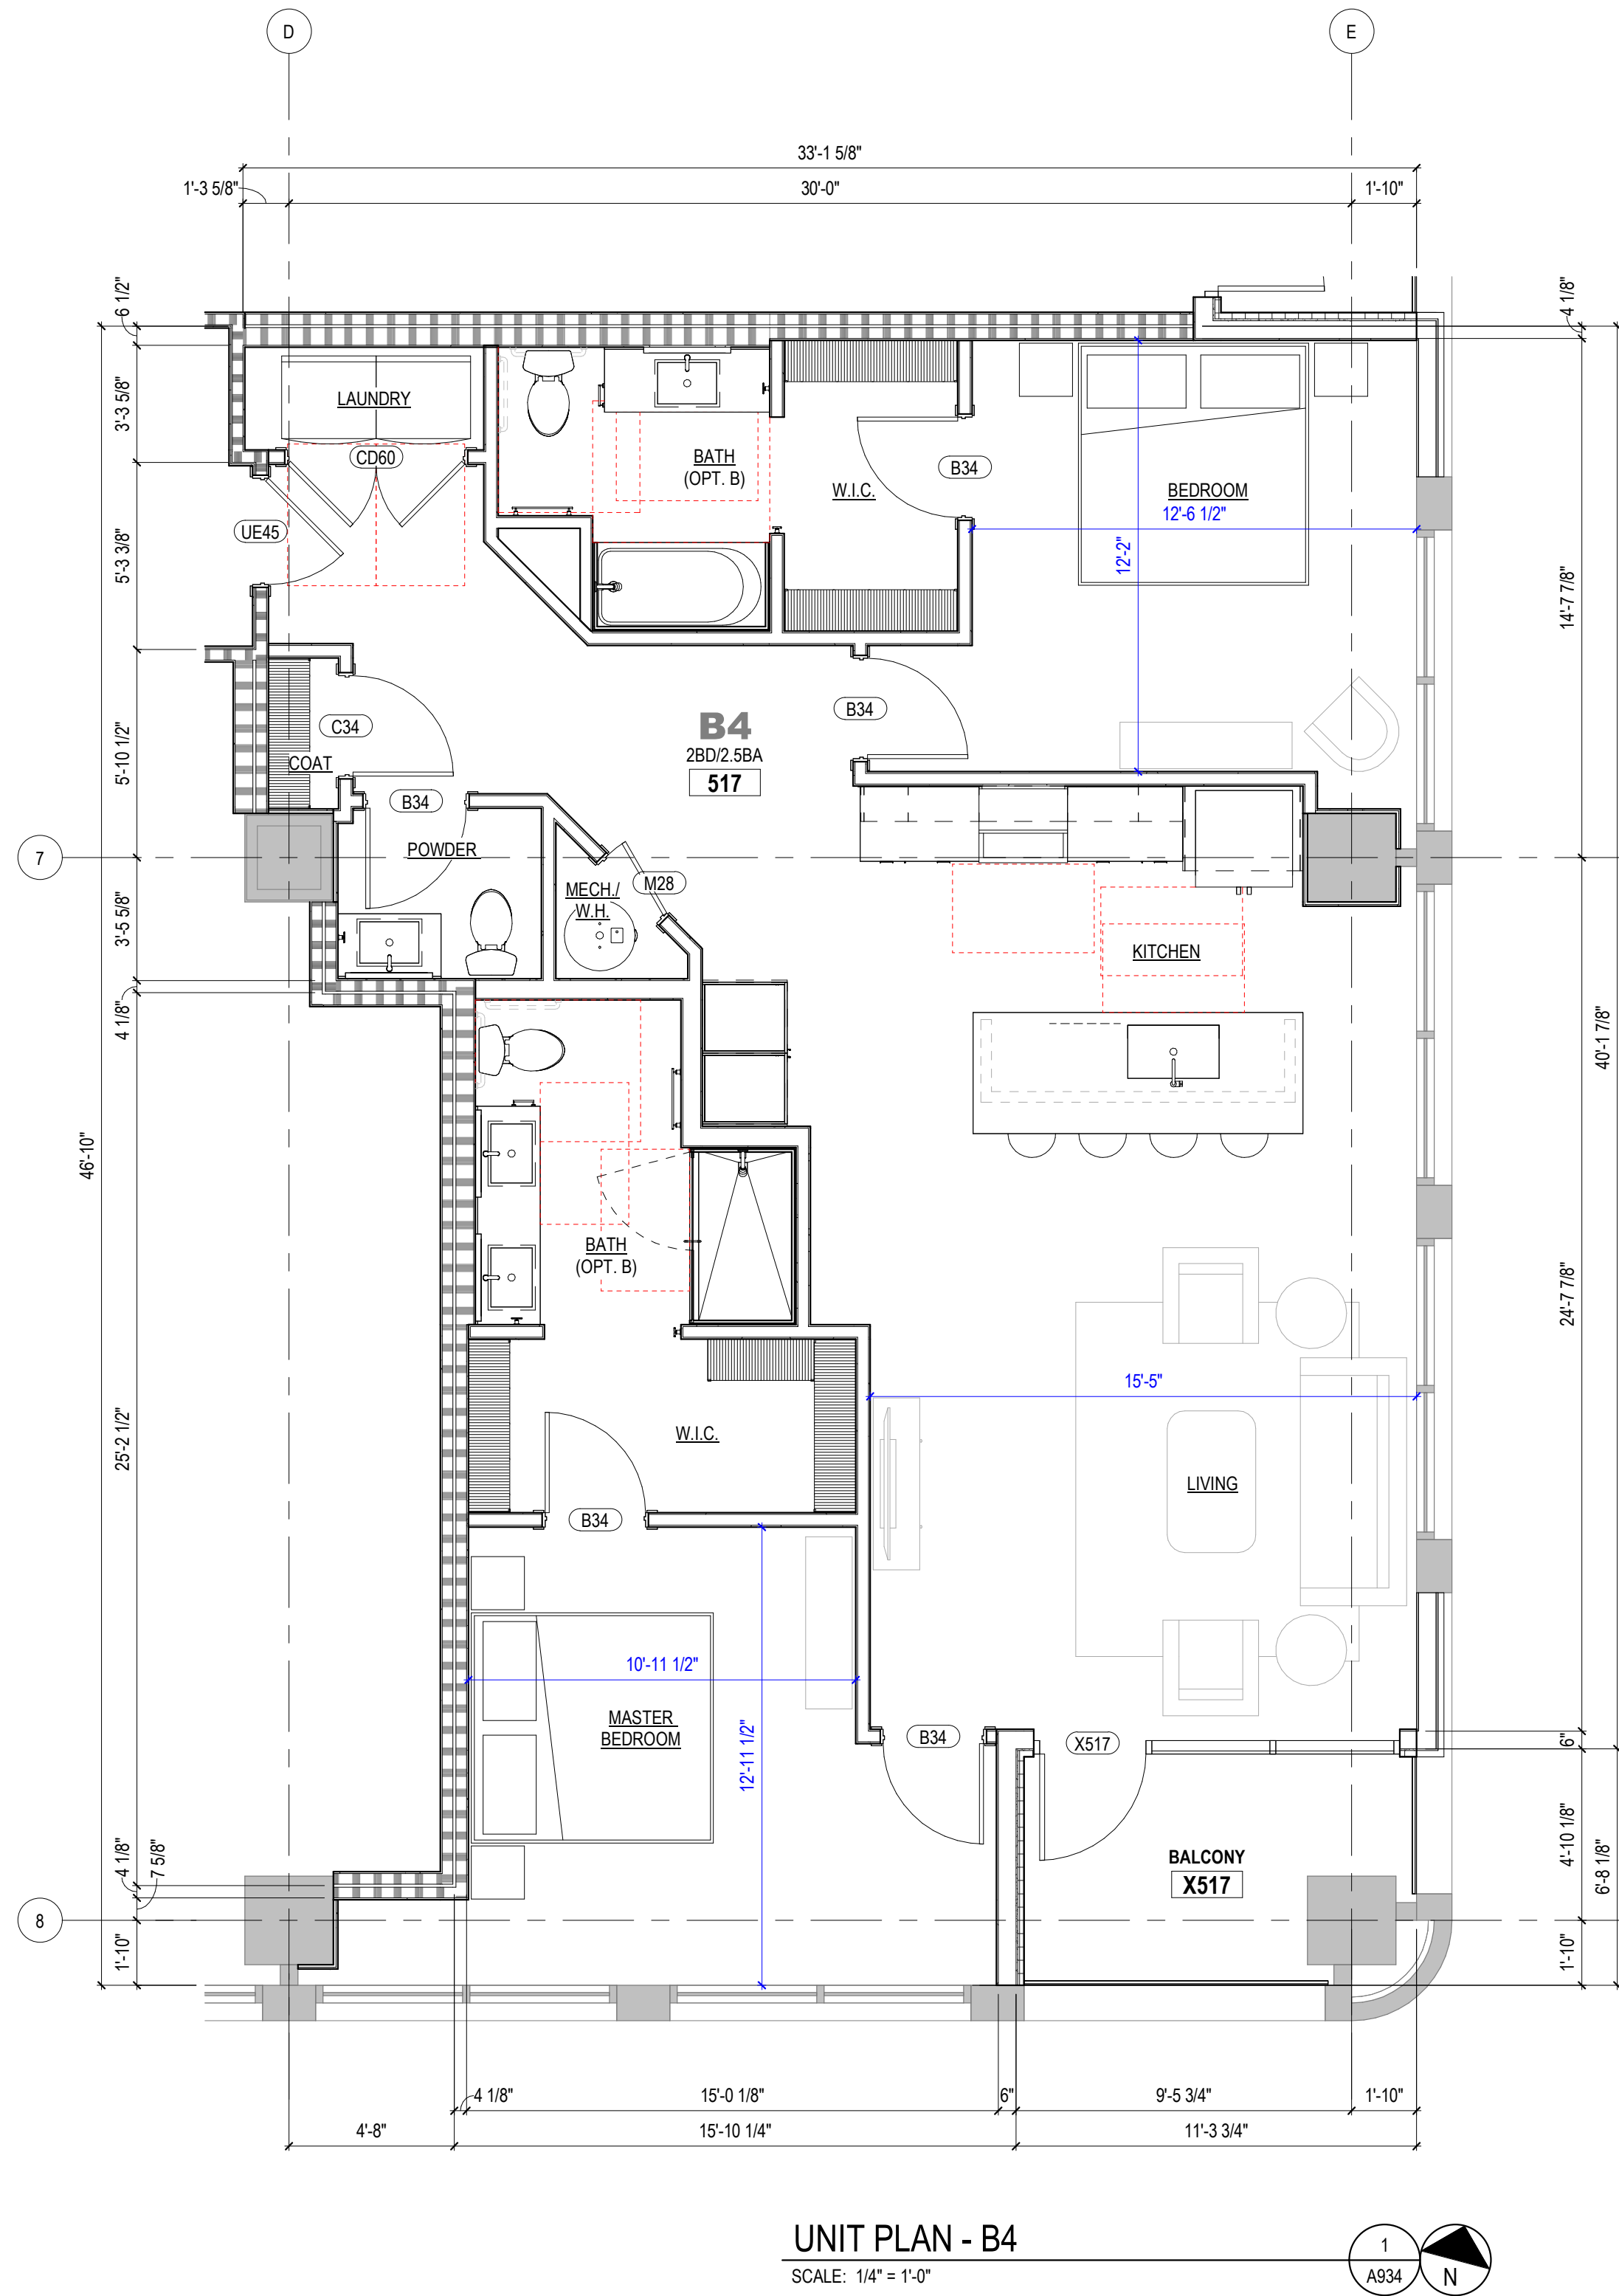 D
E
33'-1 5/8"
1'-3 5/8"
30'-0"
1'-10"
6 1/2"
4 1/8"
3'-3 5/8"
LAUNDRY
CD60
BATH
(OPT. B)
W.I.C.
B34
BEDROOM
12'-6 1/2"
UE45
12'-2"
5'-3 3/8"
14'-7 7/8"
C34
COAT
5'-10 1/2"
B4
2BD/2.5BA
517
B34
B34
7
POWDER
MECH./
W.H.
M28
3'-5 5/8"
KITCHEN
4 1/8"
40'-1 7/8"
46'-10"
BATH
(OPT. B)
24'-7 7/8"
15'-5"
25'-2 1/2"
W.I.C.
LIVING
B34
10'-11 1/2"
MASTER
BEDROOM
12'-11 1/2"
B34
X517
6"
4 1/8"
7 5/8"
BALCONY
X517
4'-10 1/8"
6'-8 1/8"
8
1'-10"
1'-10"
4 1/8"
15'-0 1/8"
6"
9'-5 3/4"
1'-10"
4'-8"
15'-10 1/4"
11'-3 3/4"
UNIT PLAN - B4
SCALE: 1/4" = 1'-0"
1
A934
N